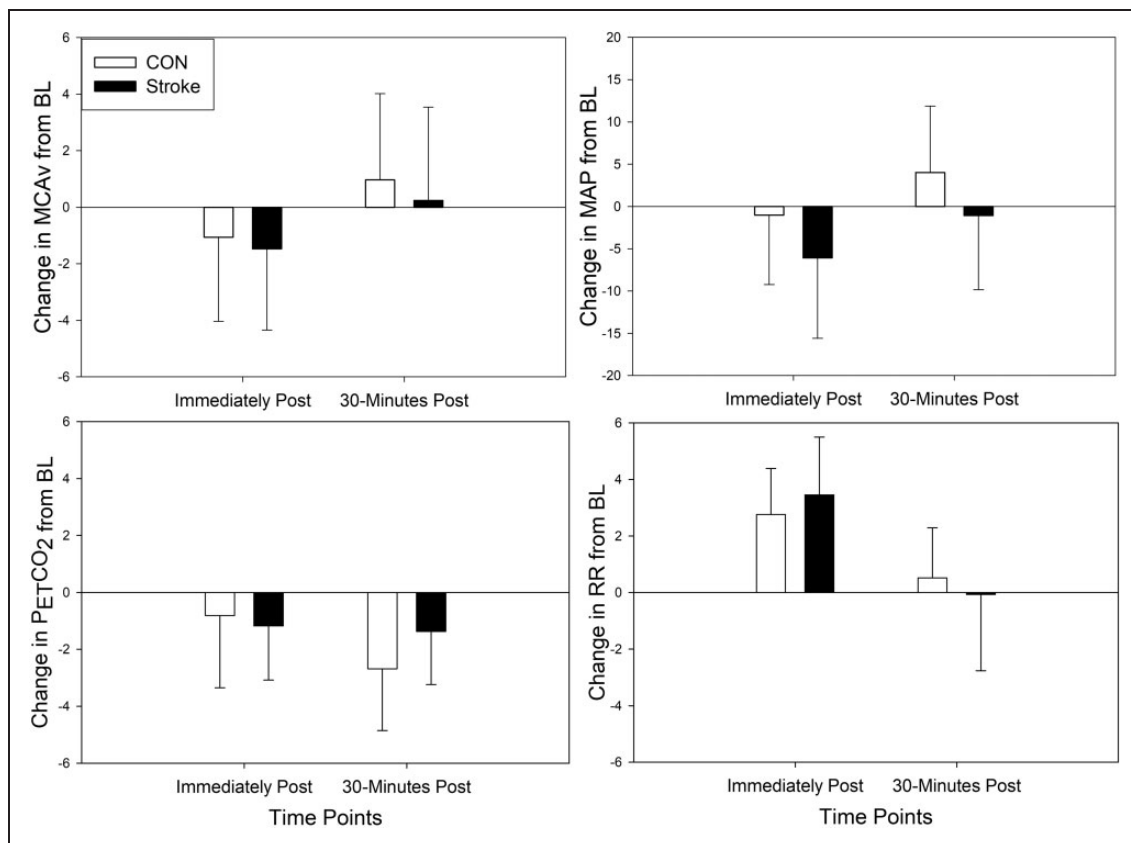 CON
Stroke
Change in MCAv from BL
6
4
2
0
-2
-4
-6
Immediately Post 30-Minutes Post
Change in MAP from BL
20
15
10
5
0
-5
-10
-15
-20
Immediately Post 30-Minutes Post
Change in PETCO2 from BL
6
4
2
0
-2
-4
-6
Immediately Post 30-Minutes Post
Time Points
Change in RR from BL
6
4
2
0
-2
-4
-6
Immediately Post 30-Minutes Post
Time Points